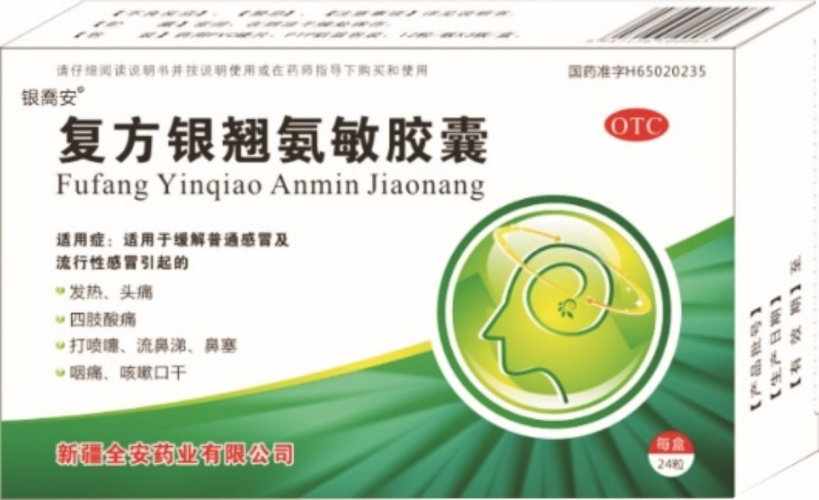 请仔细阅读说明书并按说明使用或在药师指导下购买和使用
国药准字H65020235
银蕎安®
复方银翘氨敏胶囊
OTC
Fufang Yinqiao Anmin Jiaonang
适用症：适用于缓解普通感冒及
流行性感冒引起的
发热、头痛
四肢酸痛
打喷嚏、流鼻涕、鼻塞
咽痛、咳嗽口干
新疆全安药业有限公司
每盒
24粒
【产品批号】
【生产日期】
【有效期】至